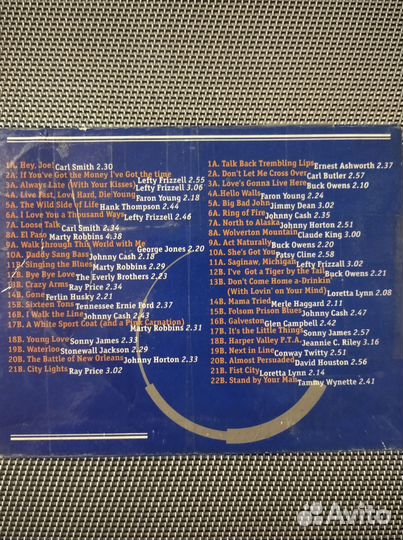 1A. Hey, Joe! Carl Smith 2.30
2A. If You've Got the Money I've Got the time
Lefty Frizzell 2.55
3A. Always Late (With Your Kisses) Lefty Frizzell 3.06
4A. Live Fast, Love Hard, Die Young Faron Young 2.18
5A. The Wild Side of Life Hank Thompson 2.44
6A. I Love You a Thousand Ways Lefty Frizzell 2.46
7A. Loose Talk Carl Smith 2.34
8A. El Paso Marty Robbins 4.38
9A. Walk Through This World with Me
George Jones 2.20
10A. Daddy Sang Bass Johnny Cash 2.18
11B. Singing the Blues Marty Robbins 2.29
12B. Bye Bye Love The Everly Brothers 2.23
13B. Crazy Arms Ray Price 2.34
14B. Gone Ferlin Husky 2.21
15B. Sixteen Tons Tennessee Ernie Ford 2.37
16B. I Walk the Line Johnny Cash 2.43
17B. A White Sport Coat (and a Pink Carnation)
Marty Robbins 2.31
18B. Young Love Sonny James 2.33
19B. Waterloo Stonewall Jackson 2.29
20B. The Battle of New Orleans Johnny Horton 2.33
21B. City Lights Ray Price 3.02
1A. Talk Back Trembling Lips Ernest Ashworth 2.37
2A. Don't Let Me Cross Over Carl Butler 2.57
3A. Love's Gonna Live Here Buck Owens 2.10
4A. Hello Walls Faron Young 2.24
5A. Big Bad John Jimmy Dean 3.02
6A. Ring of Fire Johnny Cash 2.35
7A. North to Alaska Johnny Horton 2.51
8A. Wolverton Mountain Claude King 3.00
9A. Act Naturally Buck Owens 2.20
10A. She's Got You Patsy Cline 2.58
11A. Saginaw, Michigan Lefty Frizzell 3.02
12B. I've Got a Tiger by the Tail Buck Owens 2.21
13B. Don't Come Home a-Drinkin'
(With Lovin' on Your Mind) Loretta Lynn 2.08
14B. Mama Tried Merle Haggard 2.11
15B. Folsom Prison Blues Johnny Cash 2.47
16B. Galveston Glen Campbell 2.42
17B. It's the Little Things Sonny James 2.57
18B. Harper Valley P.T.A. Jeannie C. Riley 3.16
19B. Next in Line Conway Twitty 2.51
20B. Almost Persuaded David Houston 2.56
21B. Fist City Loretta Lynn 2.14
22B. Stand by Your Man Tammy Wynette 2.41
Avito